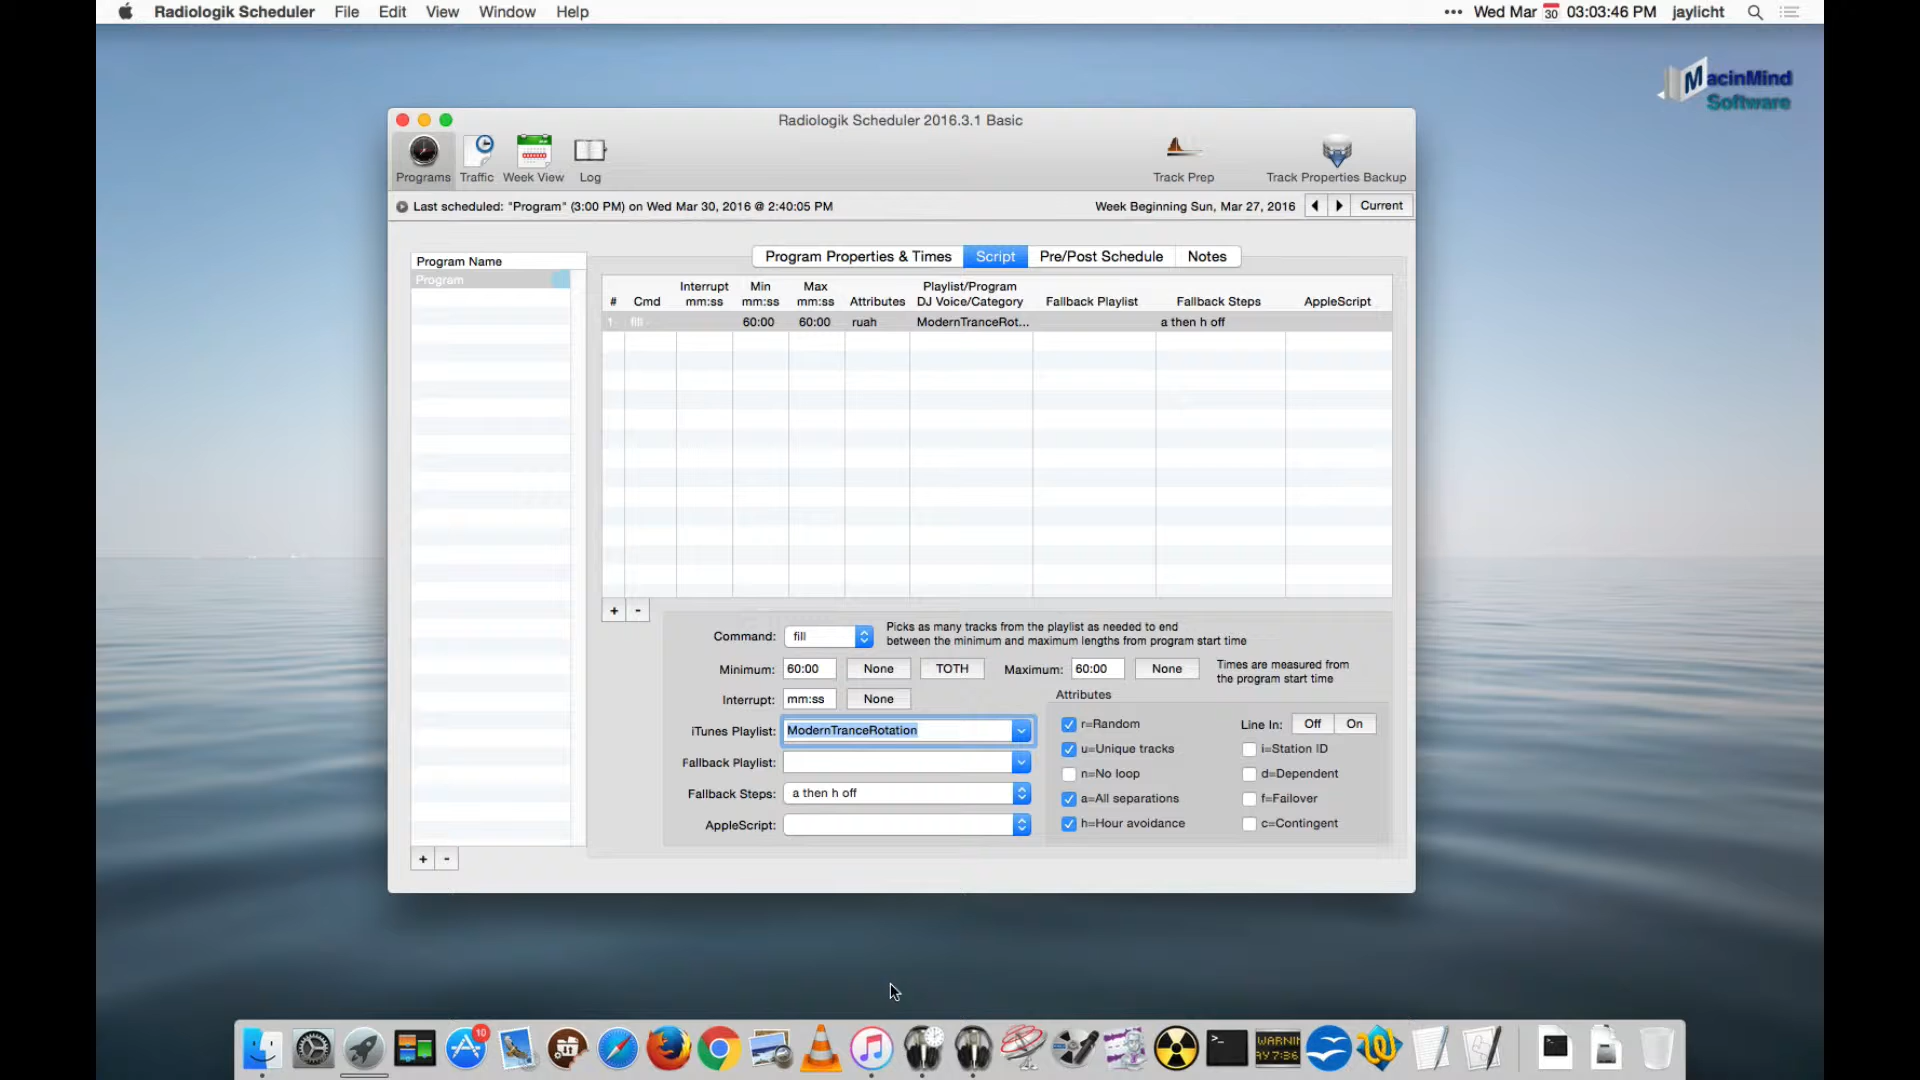 Radiologik Scheduler File Edit View Window Help
••• Wed Mar 30 03:03:46 PM jaylicht
MacinMind
Software
Radiologik Scheduler 2016.3.1 Basic
Programs Traffic Week View Log Track Prep Track Properties Backup
Last scheduled: "Program" (3:00 PM) on Wed Mar 30, 2016 @ 2:40:05 PM
Week Beginning Sun, Mar 27, 2016 Current
Program Name
Program
Program Properties & Times Script Pre/Post Schedule Notes
Interrupt Min Max Playlist/Program
# Cmd mm:ss mm:ss mm:ss Attributes DJ Voice/Category Fallback Playlist Fallback Steps AppleScript
1 fill 60:00 60:00 ruah ModernTranceRot... a then h off
+ -
Command: fill
Picks as many tracks from the playlist as needed to end
between the minimum and maximum lengths from program start time
Minimum: 60:00 None TOTH Maximum: 60:00 None
Times are measured from
the program start time
Interrupt: mm:ss None
Attributes
iTunes Playlist: ModernTranceRotation
Fallback Playlist:
Fallback Steps: a then h off
AppleScript:
r=Random Line In: Off On
u=Unique tracks i=Station ID
n=No loop d=Dependent
a=All separations f=Failover
h=Hour avoidance c=Contingent
+ -
10
WARNIN
AY 7:36